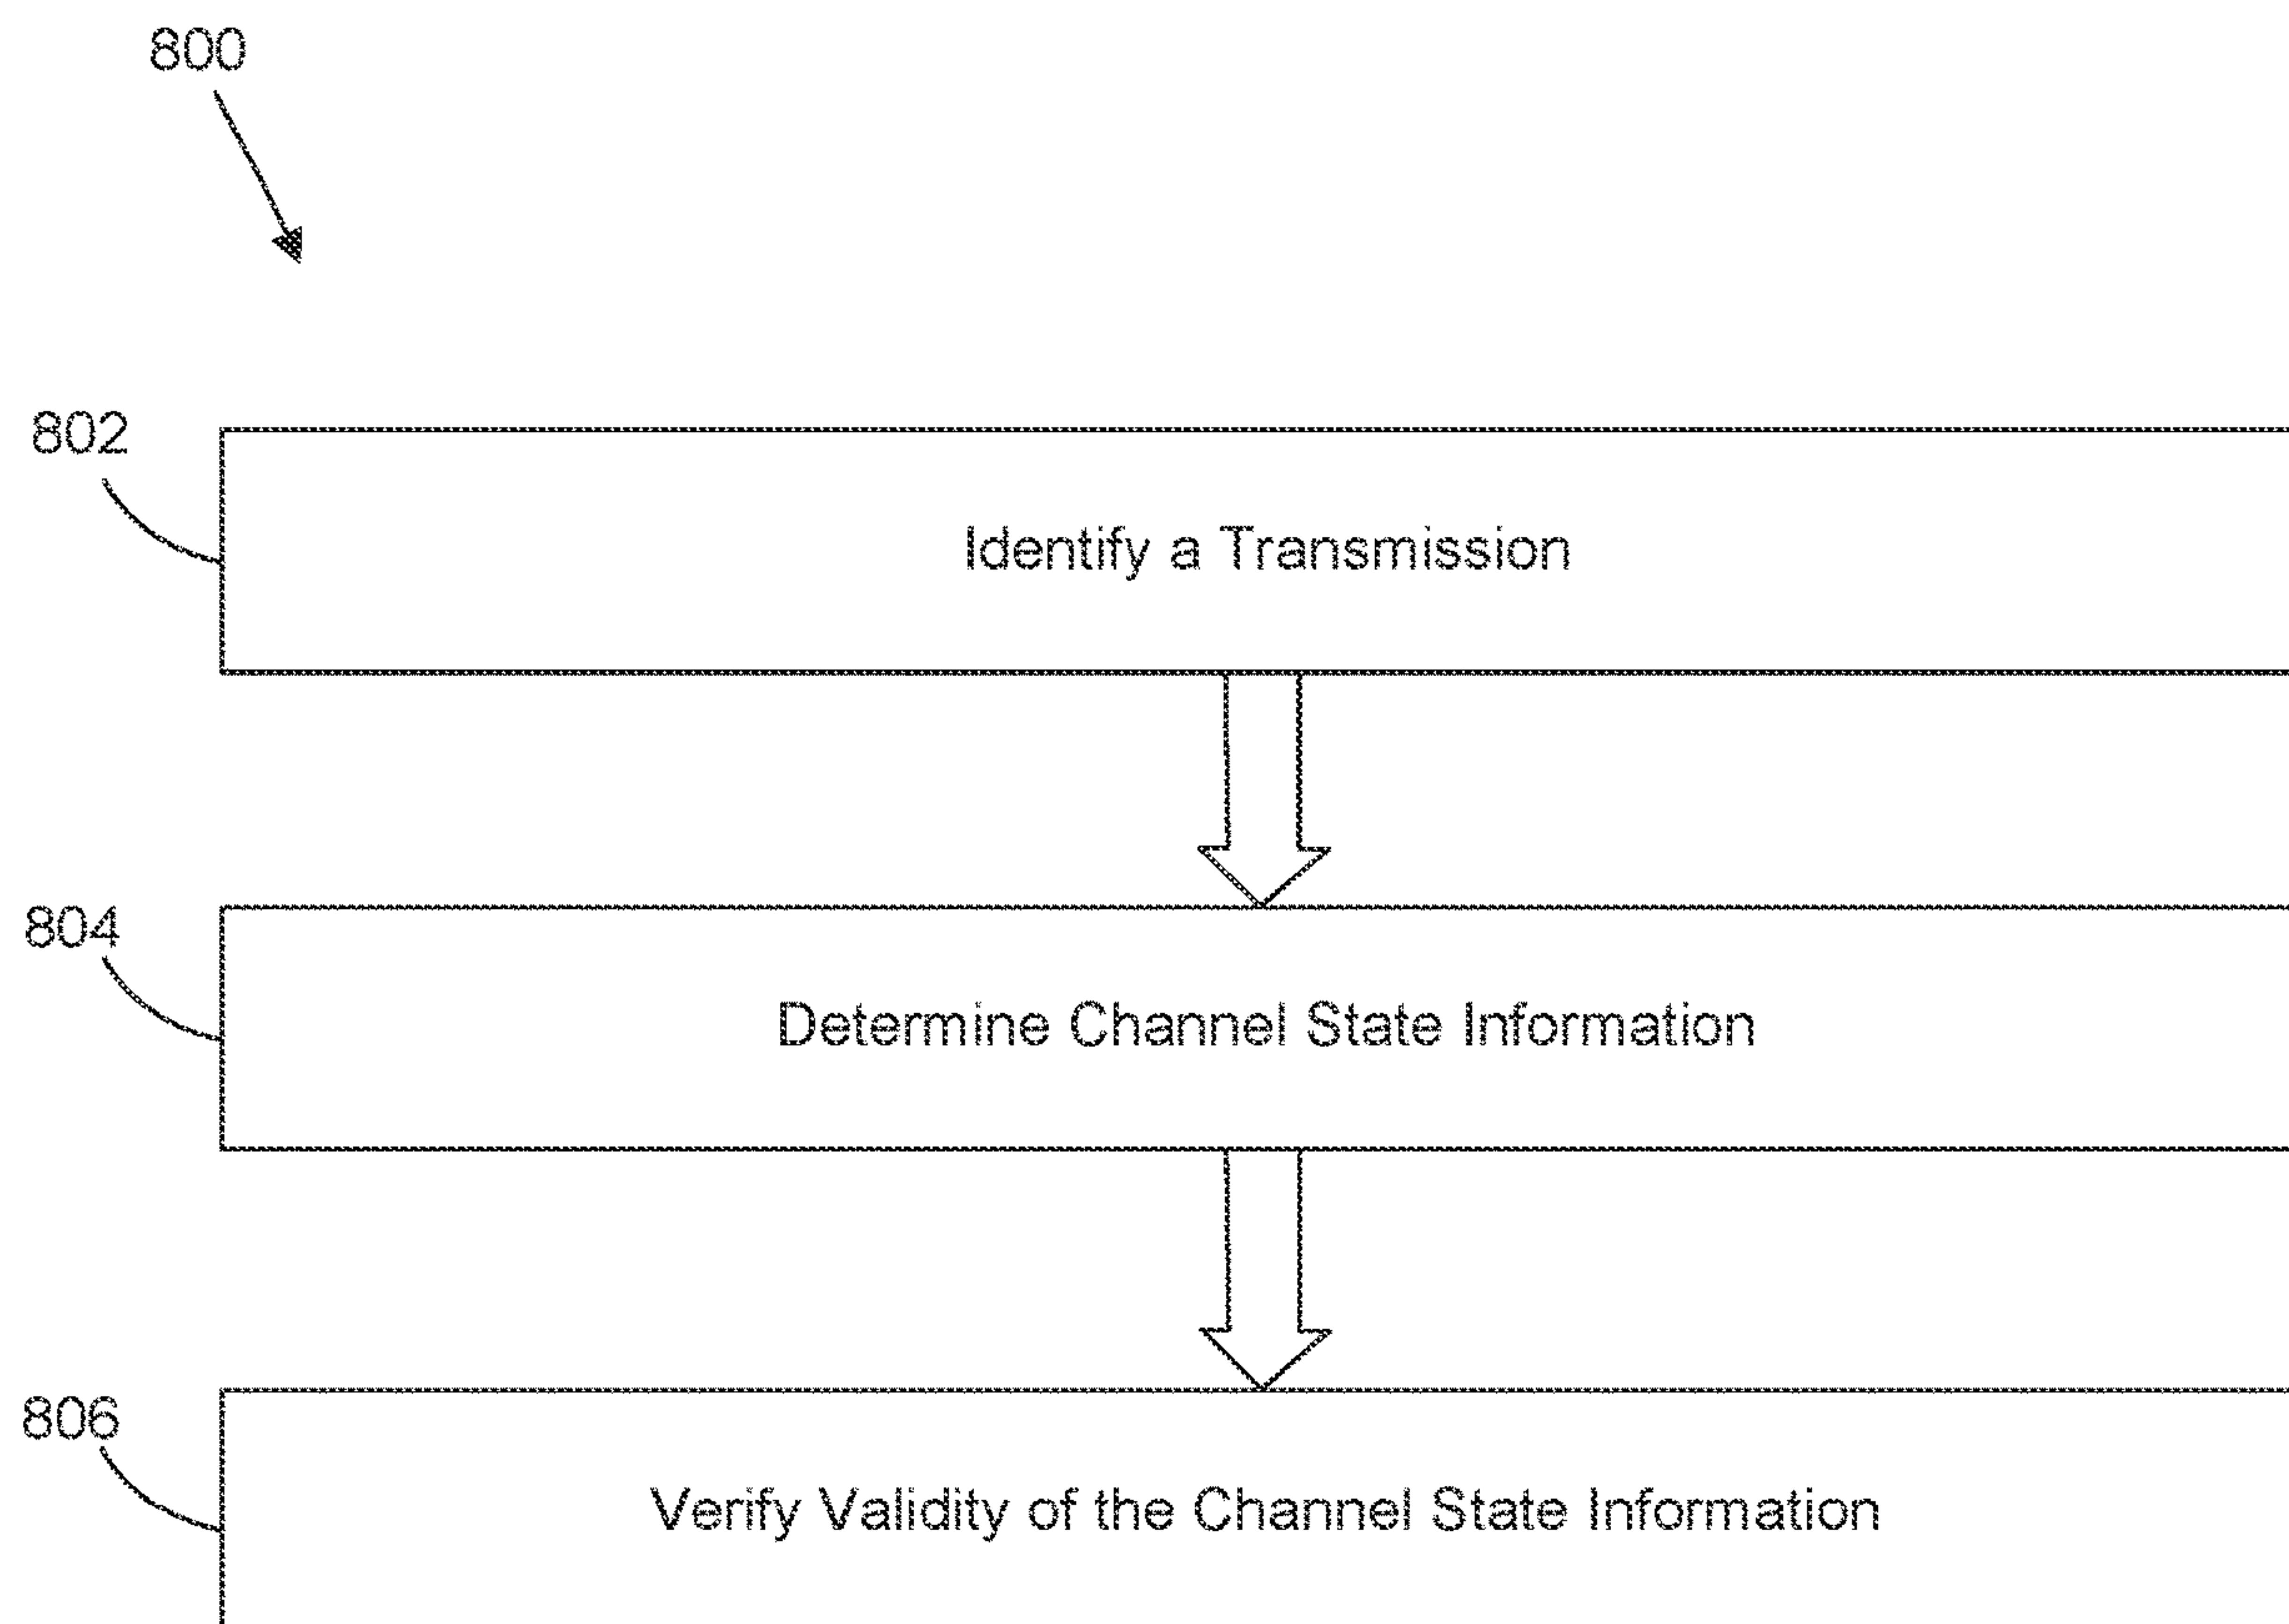 800
802
Identify a Transmission
804
Determine Channel State Information
806
Verify Validity of the Channel State Information